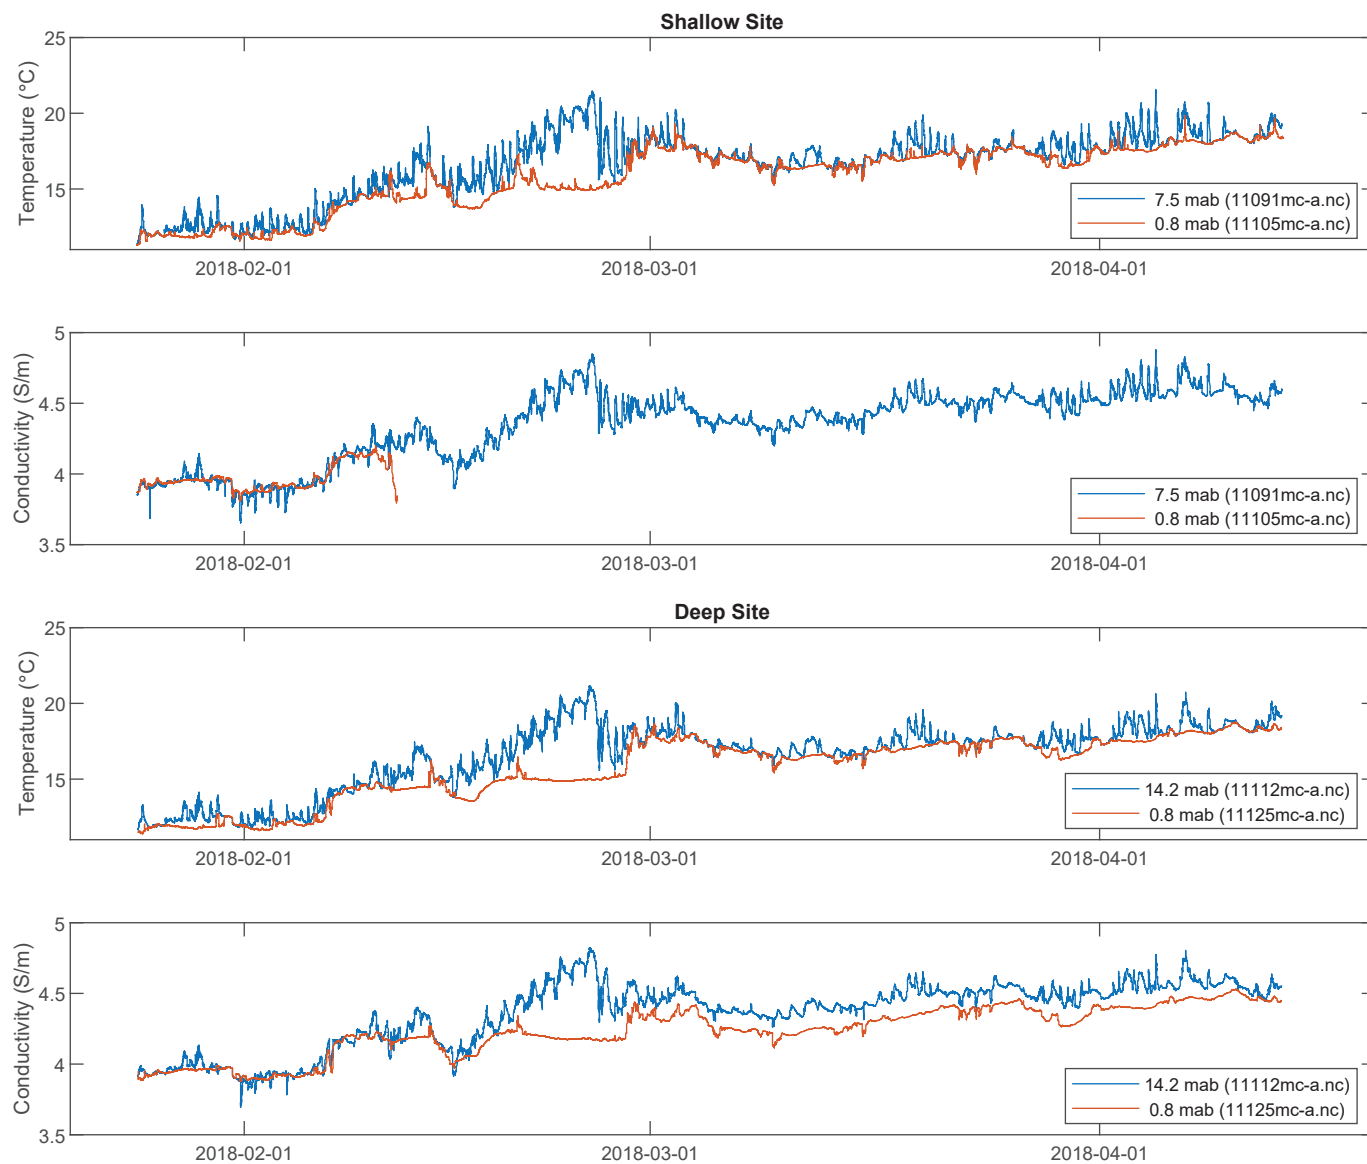 Shallow Site
25
20
15
Temperature (°C)
7.5 mab (11091mc-a.nc)
0.8 mab (11105mc-a.nc)
2018-02-01 2018-03-01 2018-04-01
5
4.5
4
3.5
Conductivity (S/m)
7.5 mab (11091mc-a.nc)
0.8 mab (11105mc-a.nc)
2018-02-01 2018-03-01 2018-04-01
Deep Site
25
20
15
Temperature (°C)
14.2 mab (11112mc-a.nc)
0.8 mab (11125mc-a.nc)
2018-02-01 2018-03-01 2018-04-01
5
4.5
4
3.5
Conductivity (S/m)
14.2 mab (11112mc-a.nc)
0.8 mab (11125mc-a.nc)
2018-02-01 2018-03-01 2018-04-01